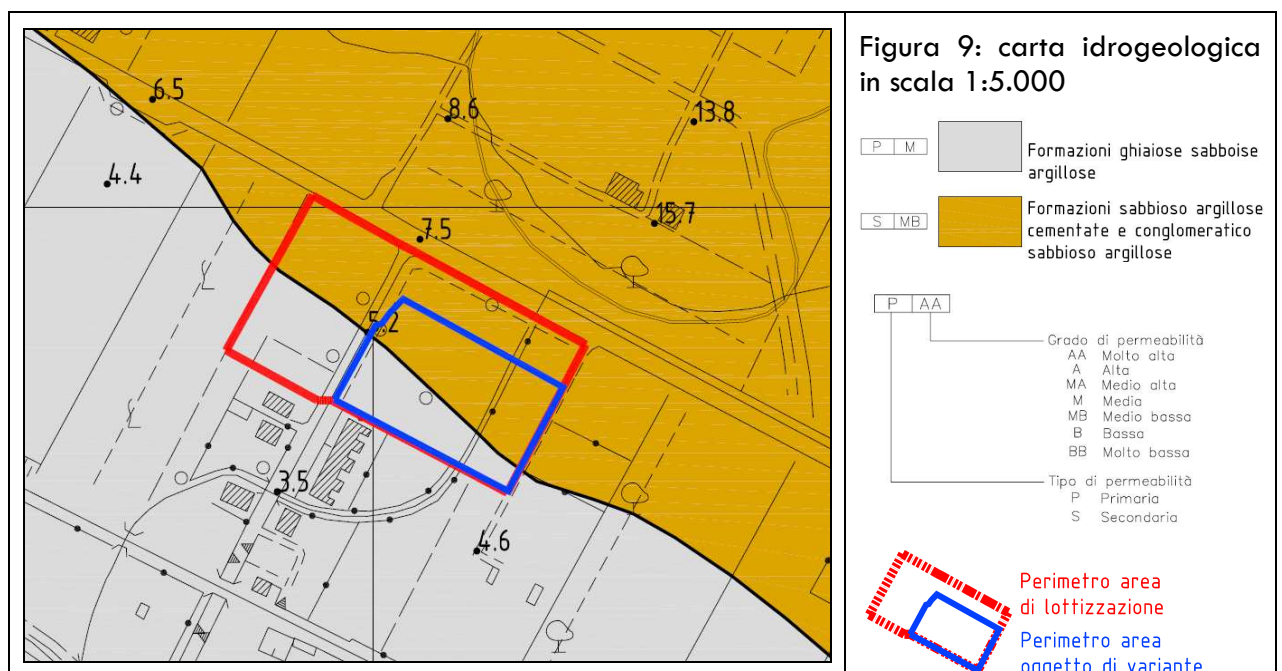 6.5
8.6
13.8
4.4
7.5
15.7
5.2
3.5
4.6
Figura 9: carta idrogeologica
in scala 1:5.000
P M
Formazioni ghiaiose sabboise
argillose
S MB
Formazioni sabbioso argillose
cementate e conglomeratico
sabbioso argillose
P AA
Grado di permeabilità
AA Molto alta
A Alta
MA Medio alta
M Media
MB Medio bassa
B Bassa
BB Molto bassa
Tipo di permeabilità
P Primaria
S Secondaria
Perimetro area
di lottizzazione
Perimetro area
oggetto di variante